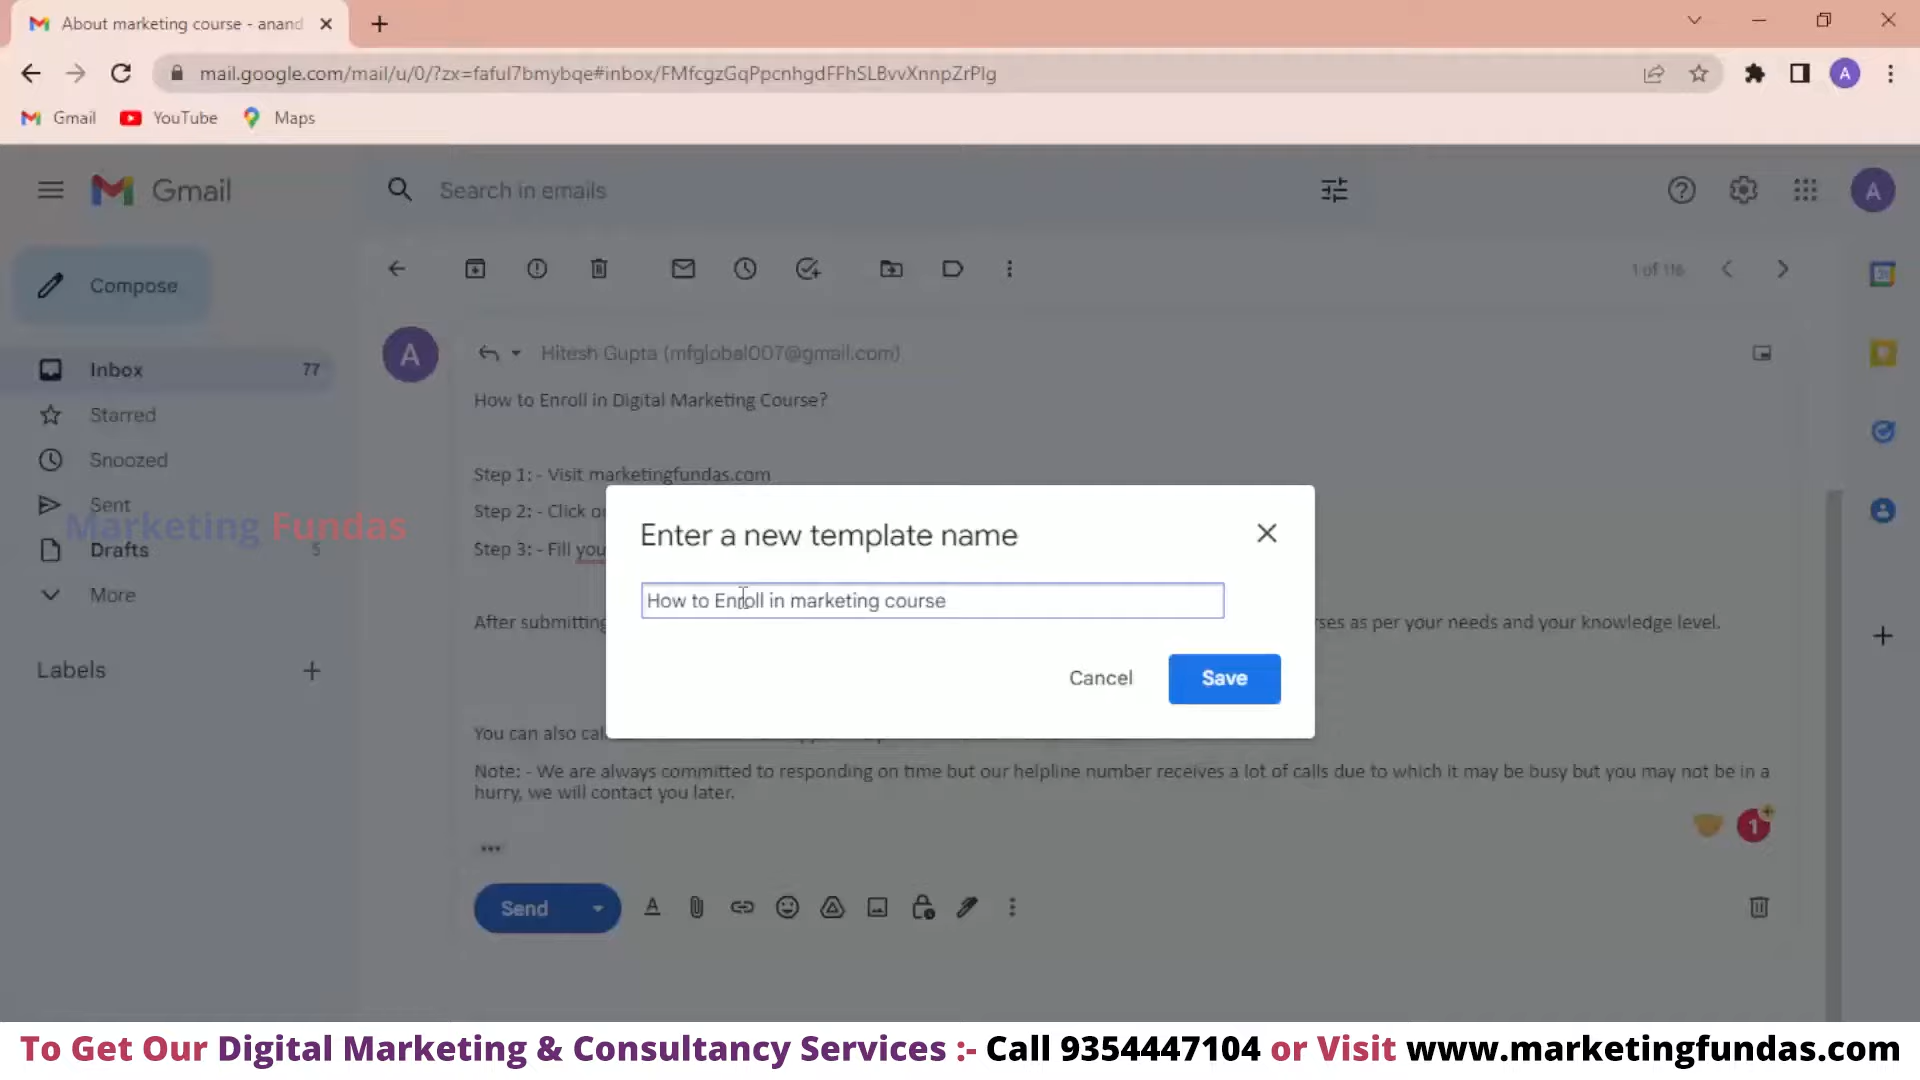 About marketing course - anand
mail.google.com/mail/u/0/?zx=faful7bmybqe#inbox/FMfcgzGqPpcnhgdFFhSLBvvXnnpZrPlg
A
Gmail YouTube Maps
Gmail
Search in emails
A
Compose
1 of 116
Inbox 77
Starred
Snoozed
Sent
Marketing Fundas
Drafts 5
More
Labels
A
Hitesh Gupta (mfglobal007@gmail.com)
How to Enroll in Digital Marketing Course?
Step 1: - Visit marketingfundas.com
Step 2: - Click
Step 3: - Fill you
After submitting ses as per your needs and your knowledge level.
You can also cal
Note: - We are always committed to responding on time but our helpline number receives a lot of calls due to which it may be busy but you may not be in a
hurry, we will contact you later.
1
Send
Enter a new template name
How to Enroll in marketing course
Cancel Save
To Get Our Digital Marketing & Consultancy Services :- Call 9354447104 or Visit www.marketingfundas.com